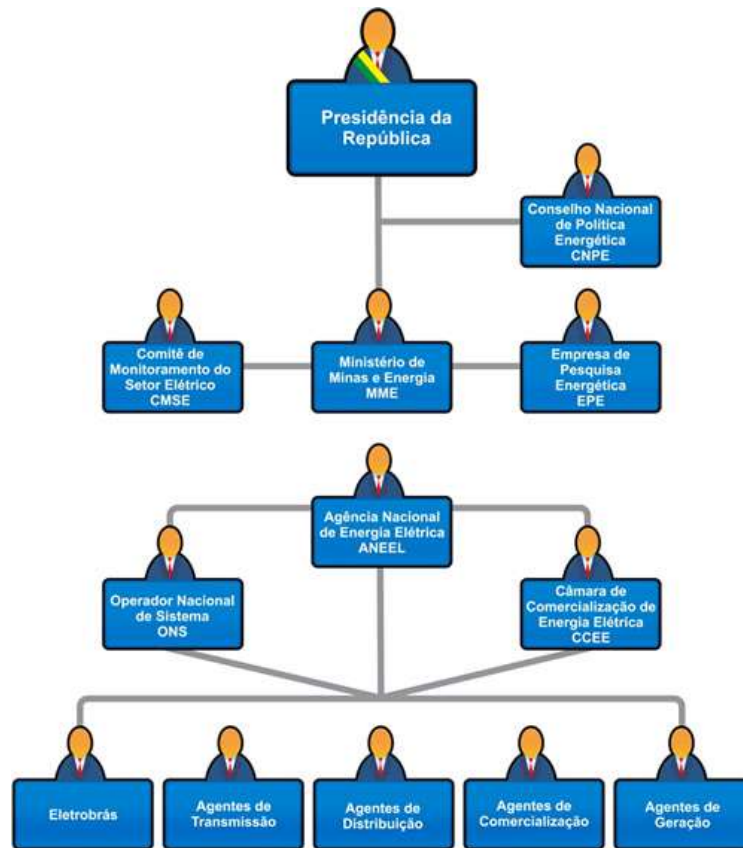 Presidência da
República
Conselho Nacional
de Política
Energética
CNPE
Comitê de
Monitoramento do
Setor Elétrico
CMSE
Ministério de
Minas e Energia
MME
Empresa de
Pesquisa
Energética
EPE
Agência Nacional
de Energia Elétrica
ANEEL
Operador Nacional
de Sistema
ONS
Câmara de
Comercialização de
Energia Elétrica
CCEE
Eletrobrás
Agentes de
Transmissão
Agentes de
Distribuição
Agentes de
Comercialização
Agentes de
Geração